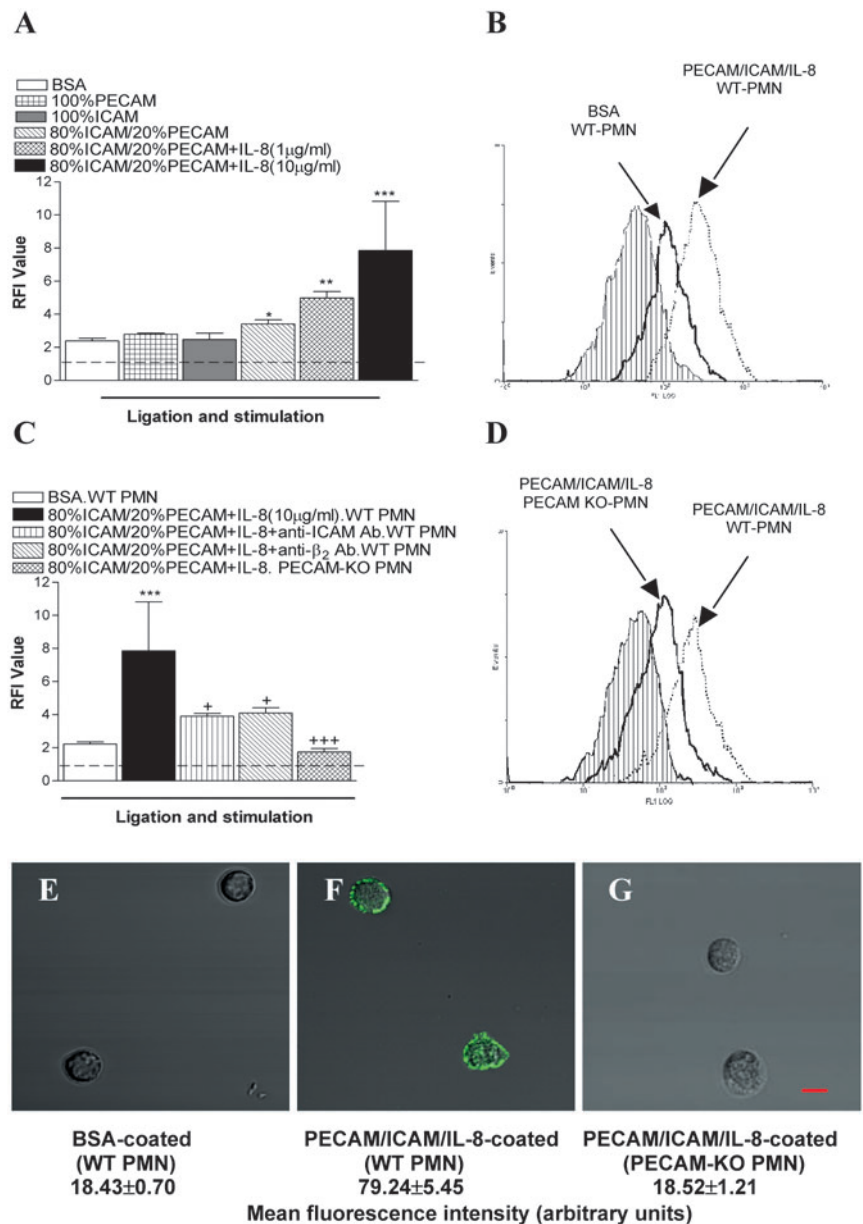 A
BSA
100%PECAM
100%ICAM
80%ICAM/20%PECAM
80%ICAM/20%PECAM+IL-8(1µg/ml)
80%ICAM/20%PECAM+IL-8(10µg/ml)
12
10
8
6
4
2
0
RFI Value
*
**
***
Ligation and stimulation
B
PECAM/ICAM/IL-8
WT-PMN
BSA
WT-PMN
C
BSA.WT PMN
80%ICAM/20%PECAM+IL-8(10µg/ml).WT PMN
80%ICAM/20%PECAM+IL-8+anti-ICAM Ab.WT PMN
80%ICAM/20%PECAM+IL-8+anti-β₂ Ab.WT PMN
80%ICAM/20%PECAM+IL-8. PECAM-KO PMN
12
10
8
6
4
2
0
RFI Value
***
+
+
+++
Ligation and stimulation
D
PECAM/ICAM/IL-8
PECAM KO-PMN
PECAM/ICAM/IL-8
WT-PMN
FL1 LOG
E
F
G
BSA-coated
(WT PMN)
18.43±0.70
PECAM/ICAM/IL-8-coated
(WT PMN)
79.24±5.45
PECAM/ICAM/IL-8-coated
(PECAM-KO PMN)
18.52±1.21
Mean fluorescence intensity (arbitrary units)